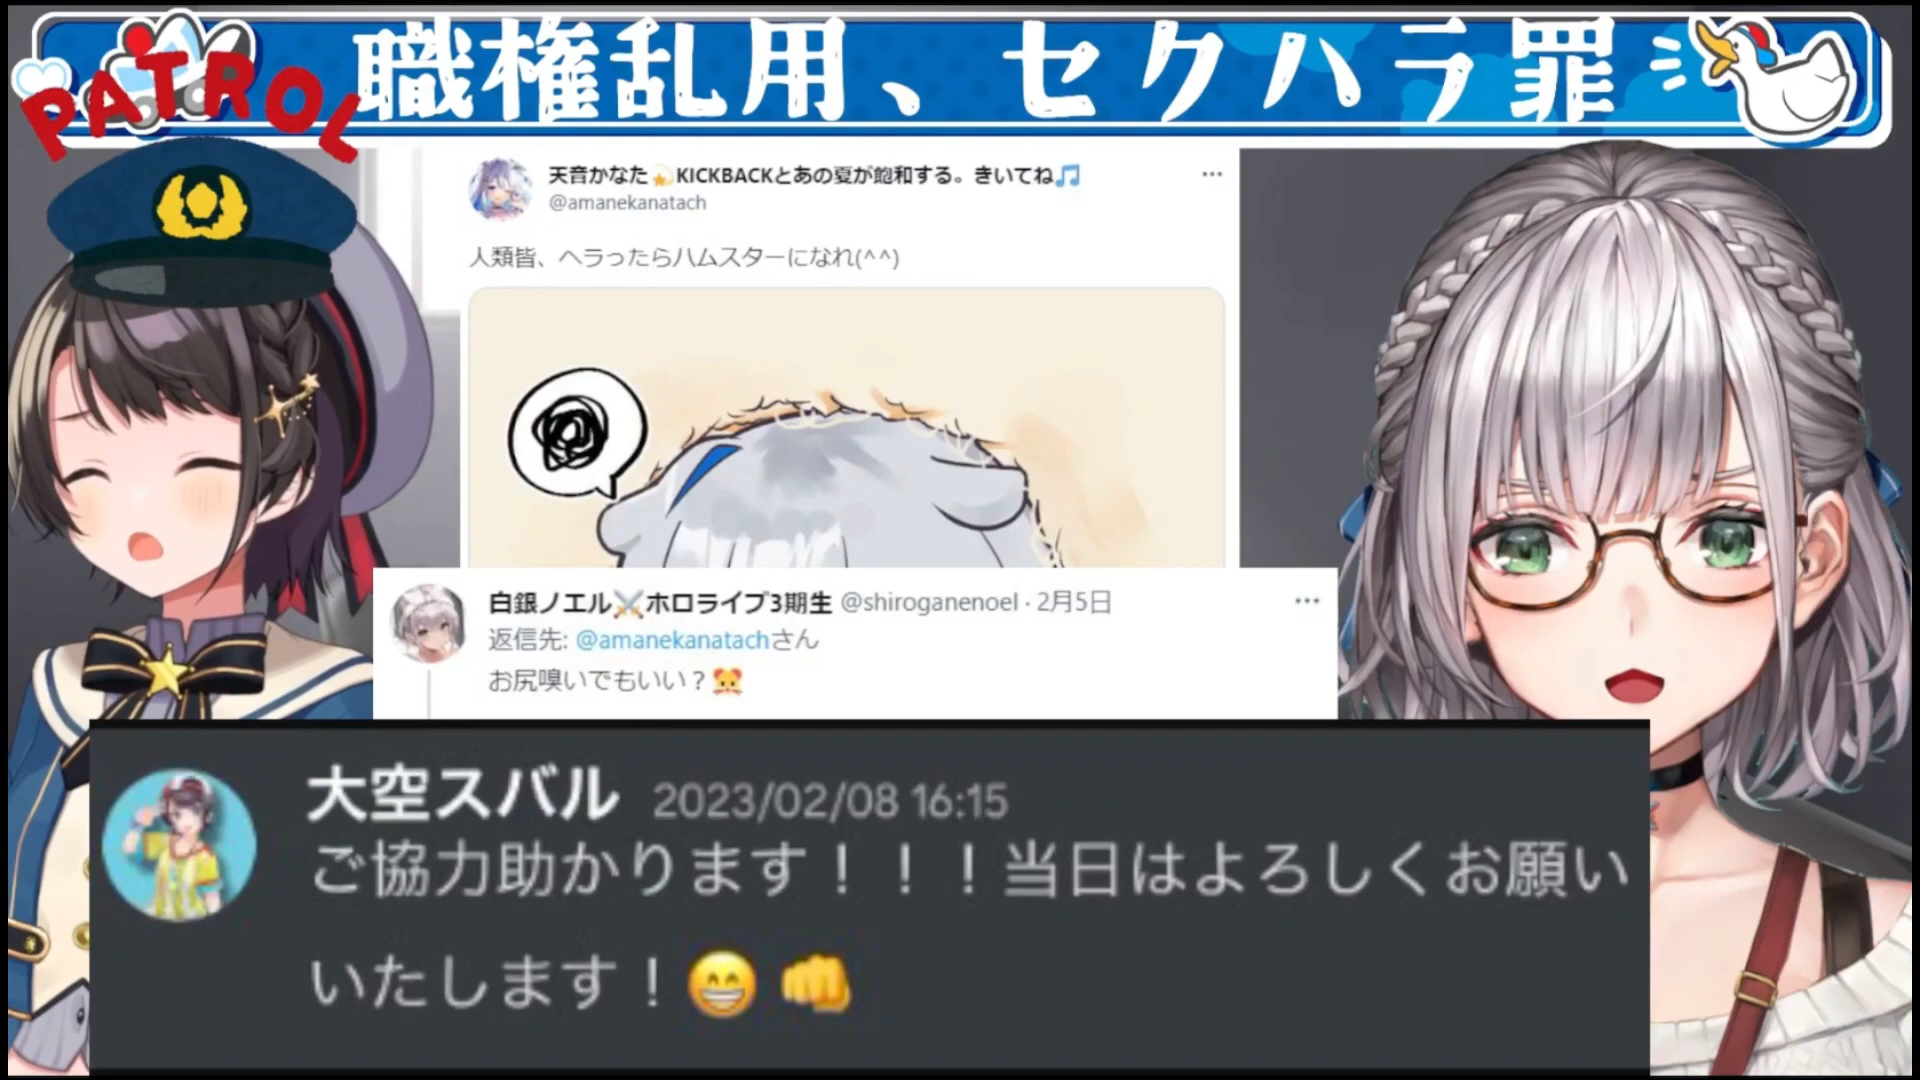 PATROL
職権乱用、セクハラ罪
天音かなた💫KICKBACKとあの夏が飽和する。きいてね🎵
@amanekanatach
人類皆、ヘラったらハムスターになれ(^^)
白銀ノエル⚔️ホロライブ3期生 @shiroganenoel · 2月5日
返信先: @amanekanatachさん
お尻嗅いでもいい？🐹
大空スバル 2023/02/08 16:15
ご協力助かります！！！当日はよろしくお願い
いたします！😁👊